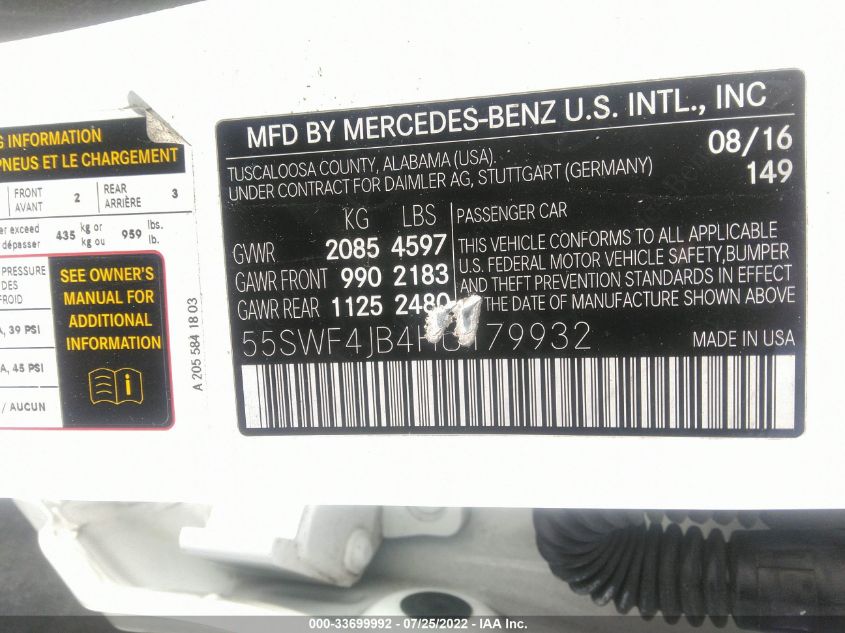 G INFORMATION
PNEUS ET LE CHARGEMENT
FRONT AVANT 2 REAR ARRIÈRE 3
er exceed dépasser 435 kg or kg ou 959 lbs. lb.
PRESSURE
DES
FROID
A, 39 PSI
A, 45 PSI
/ AUCUN
SEE OWNER'S
MANUAL FOR
ADDITIONAL
INFORMATION
A 205 584 18 03
MFD BY MERCEDES-BENZ U.S. INTL., INC
TUSCALOOSA COUNTY, ALABAMA (USA).
UNDER CONTRACT FOR DAIMLER AG, STUTTGART (GERMANY)
08/16
149
KG LBS
GVWR 2085 4597
GAWR FRONT 990 2183
GAWR REAR 1125 2480
PASSENGER CAR
THIS VEHICLE CONFORMS TO ALL APPLICABLE
U.S. FEDERAL MOTOR VEHICLE SAFETY, BUMPER
AND THEFT PREVENTION STANDARDS IN EFFECT
THE DATE OF MANUFACTURE SHOWN ABOVE
55SWF4JB4H 179932
MADE IN USA
000-33699992 / 07/25/2022 - IAA Inc.